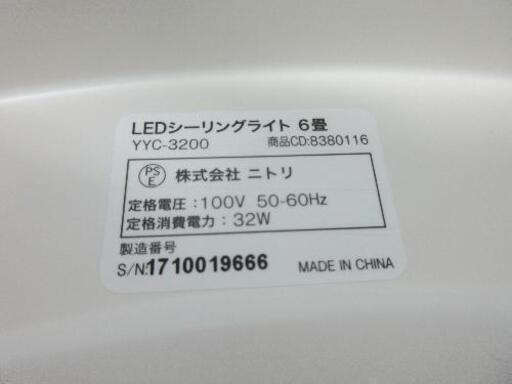 LEDシーリングライト 6畳
YYC-3200 商品CD:8380116
PS
E 株式会社 ニトリ
定格電圧:100V 50-60Hz
定格消費電力:32W
製造番号
S/N:1710019666 MADE IN CHINA